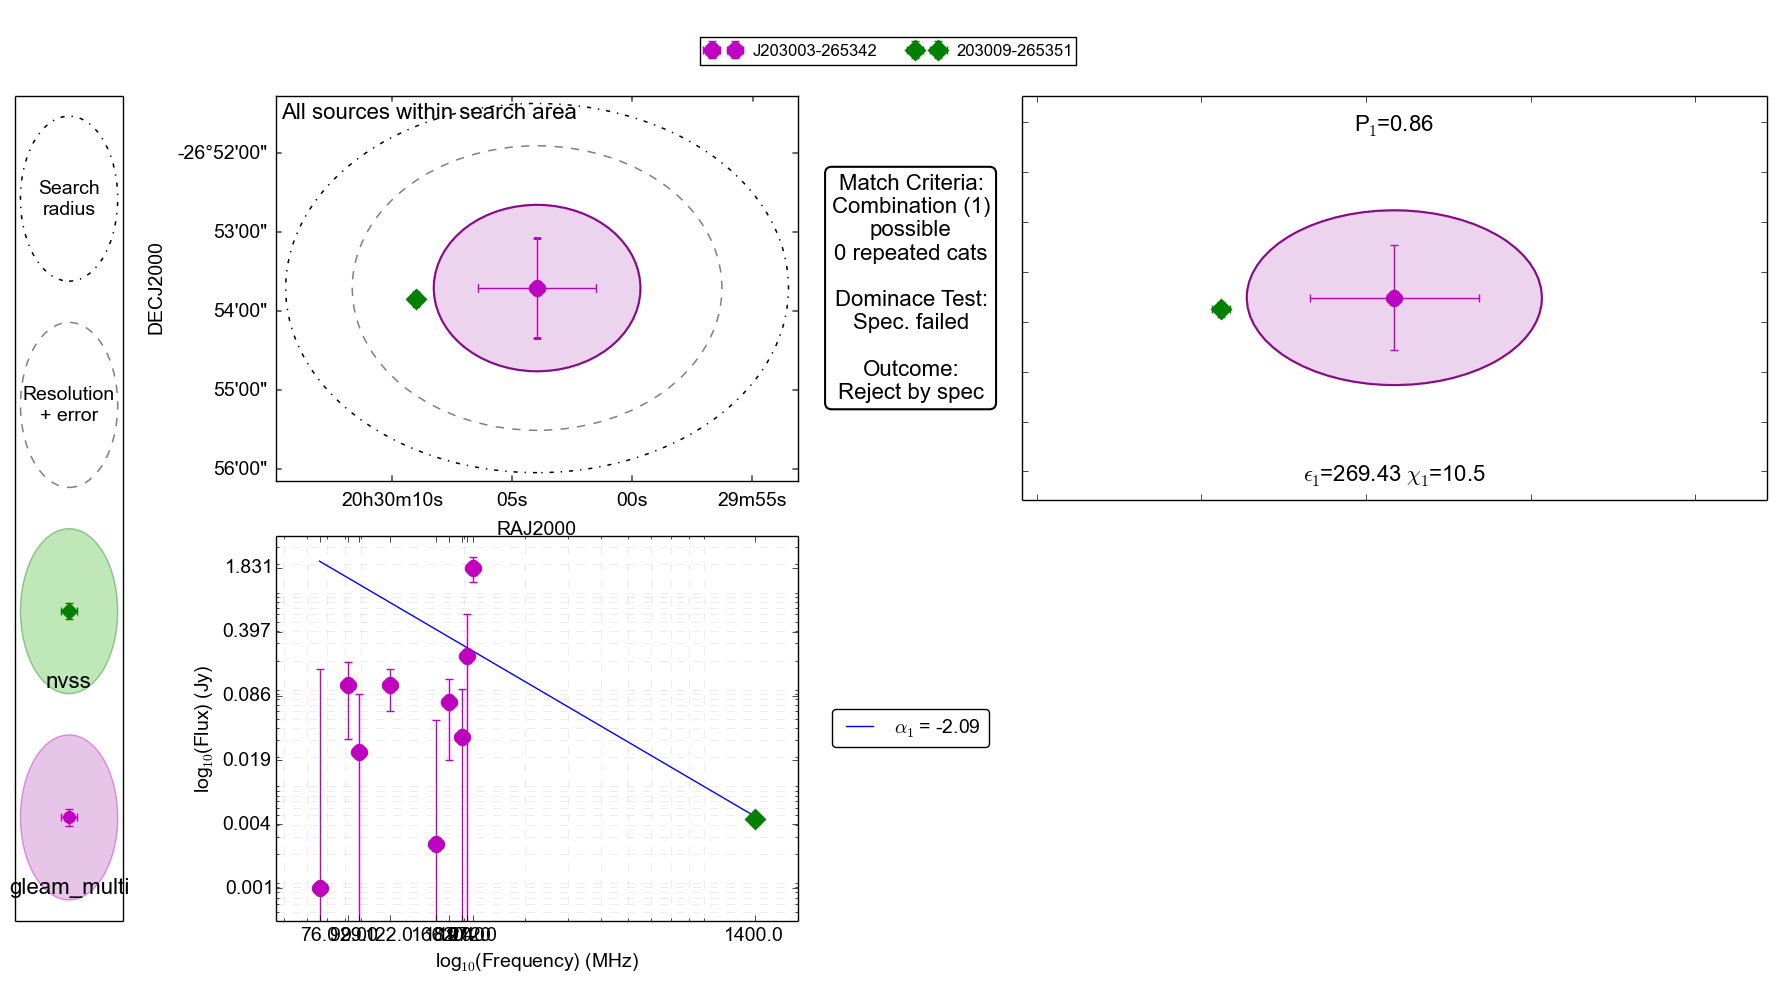 J203003-265342
203009-265351
Search
radius
Resolution
+ error
nvss
gleam_multi
All sources within search area
-26°52'00"
53'00"
54'00"
55'00"
56'00"
DECJ2000
20h30m10s
05s
00s
29m55s
RAJ2000
Match Criteria:
Combination (1)
possible
0 repeated cats
Dominace Test:
Spec. failed
Outcome:
Reject by spec
P1=0.86
ϵ1=269.43 χ1=10.5
1.831
0.397
0.086
0.019
0.004
0.001
log10(Flux) (Jy)
76.0
122.0
1400.0
log10(Frequency) (MHz)
α1 = -2.09